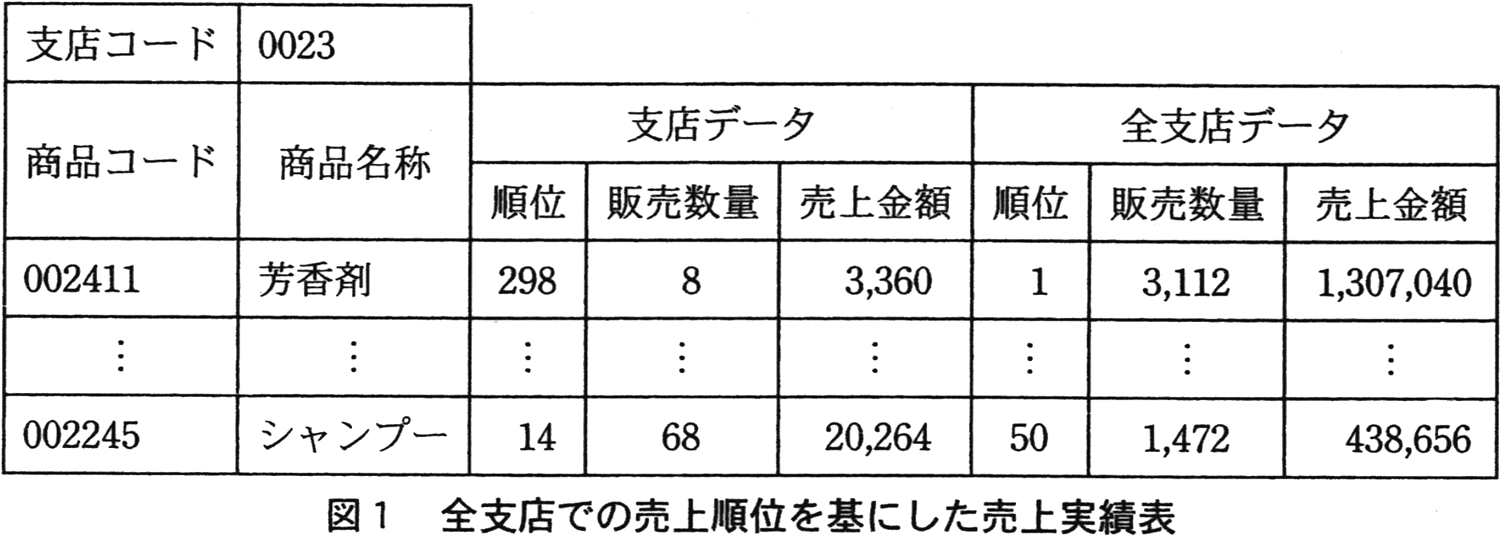 支店コード 0023
支店データ 全支店データ
商品コード 商品名称
順位 販売数量 売上金額 順位 販売数量 売上金額
002411 芳香剤 298 8 3,360 1 3,112 1,307,040
⋮ ⋮ ⋮ ⋮ ⋮ ⋮ ⋮ ⋮
002245 シャンプー 14 68 20,264 50 1,472 438,656
図1 全支店での売上順位を基にした売上実績表